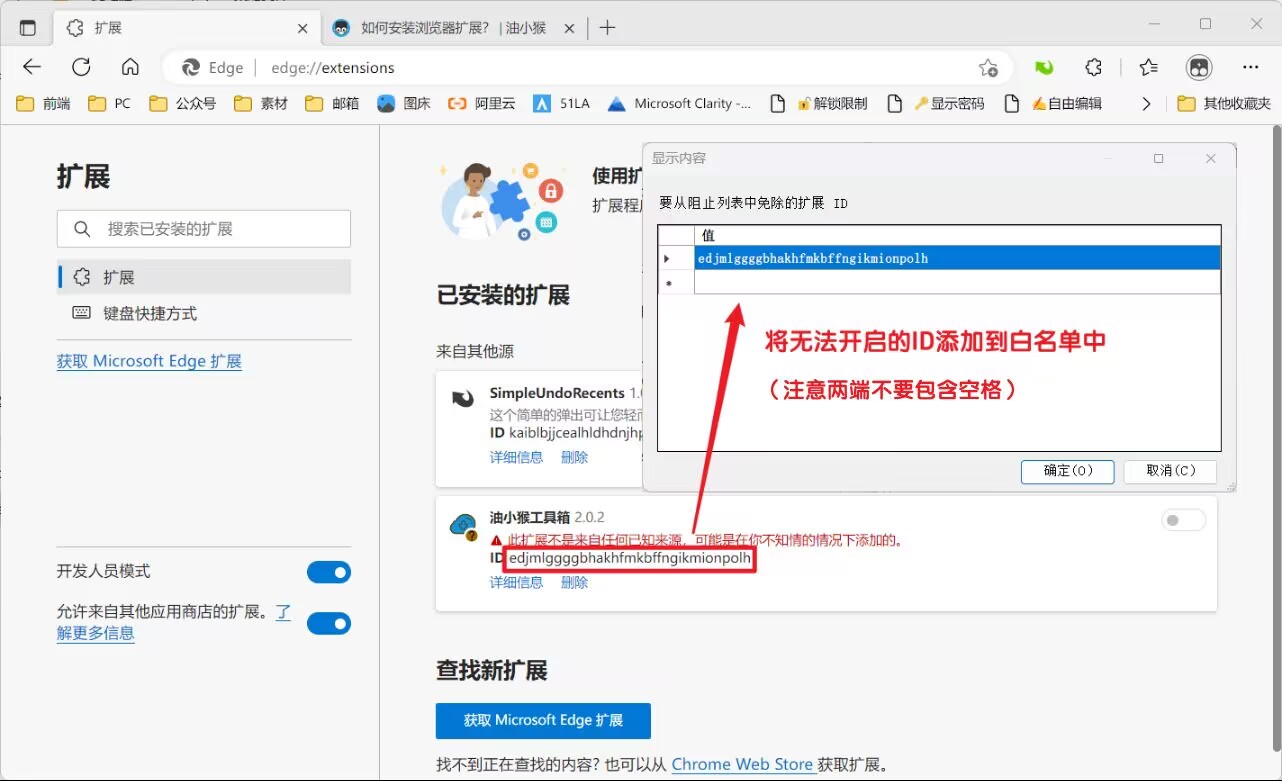 扩展
如何安装浏览器扩展? | 油小猴
Edge | edge://extensions
前端
PC
公众号
素材
邮箱
图床
阿里云
51LA
Microsoft Clarity -...
解锁限制
显示密码
自由编辑
其他收藏夹
扩展
搜索已安装的扩展
扩展
键盘快捷方式
获取 Microsoft Edge 扩展
开发人员模式
允许来自其他应用商店的扩展。了
解更多信息
使用扩
扩展程
已安装的扩展
来自其他源
SimpleUndoRecents 1.
这个简单的弹出可让您轻
ID kaiblbjjcealhldhdnjhp
详细信息 删除
显示内容
要从阻止列表中免除的扩展 ID
值
edjmlggggbhakhfmkbffngikmionpolh
*
将无法开启的ID添加到白名单中
（注意两端不要包含空格）
确定(O)
取消(C)
油小猴工具箱 2.0.2
此扩展不是来自任何已知来源，可能是在你不知情的情况下添加的。
ID edjmlggggbhakhfmkbffngikmionpolh
详细信息 删除
查找新扩展
获取 Microsoft Edge 扩展
找不到正在查找的内容? 也可以从 Chrome Web Store 获取扩展。